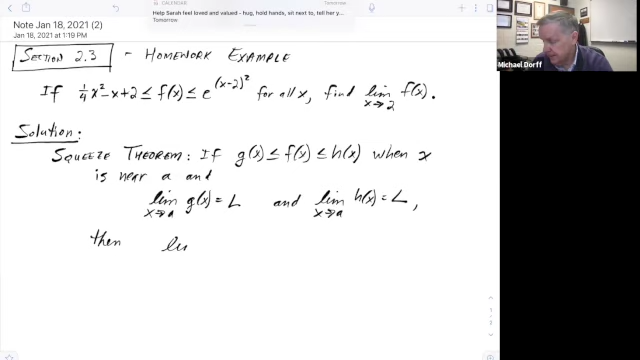 CALENDAR
Help Sarah feel loved and valued - hug, hold hands, sit next to, tell her y...
Tomorrow
Note Jan 18, 2021 (2)
Jan 18, 2021 at 1:19 PM
Michael Dorff
SECTION 2.3 - HOMEWORK EXAMPLE
If 1/4 x² - x + 2 ≤ f(x) ≤ e^(x-2)² for all x, find lim x→2 f(x).
Solution:
SQUEEZE THEOREM: If g(x) ≤ f(x) ≤ h(x) when x
is near a and
lim x→a g(x) = L and lim x→a h(x) = L,
then li